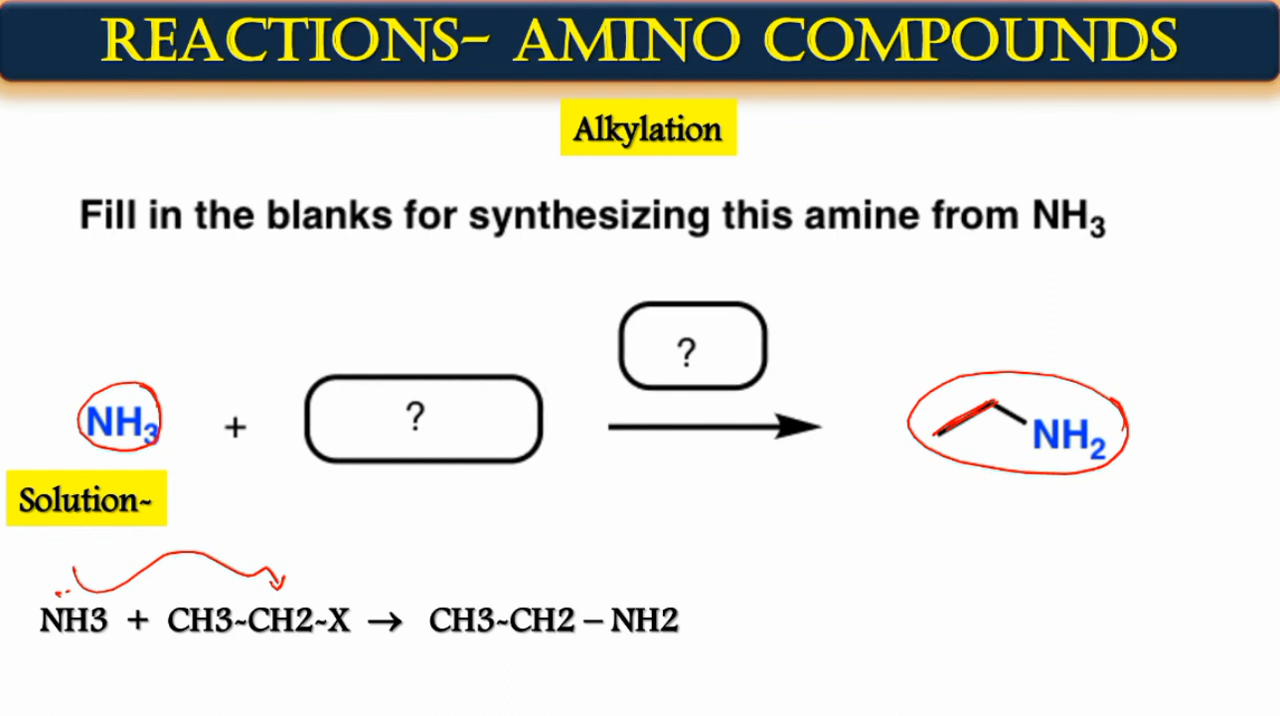 REACTIONS- AMINO COMPOUNDS
Alkylation
Fill in the blanks for synthesizing this amine from NH3
?
NH3 + ? NH2
Solution-
NH3 + CH3-CH2-X → CH3-CH2 – NH2